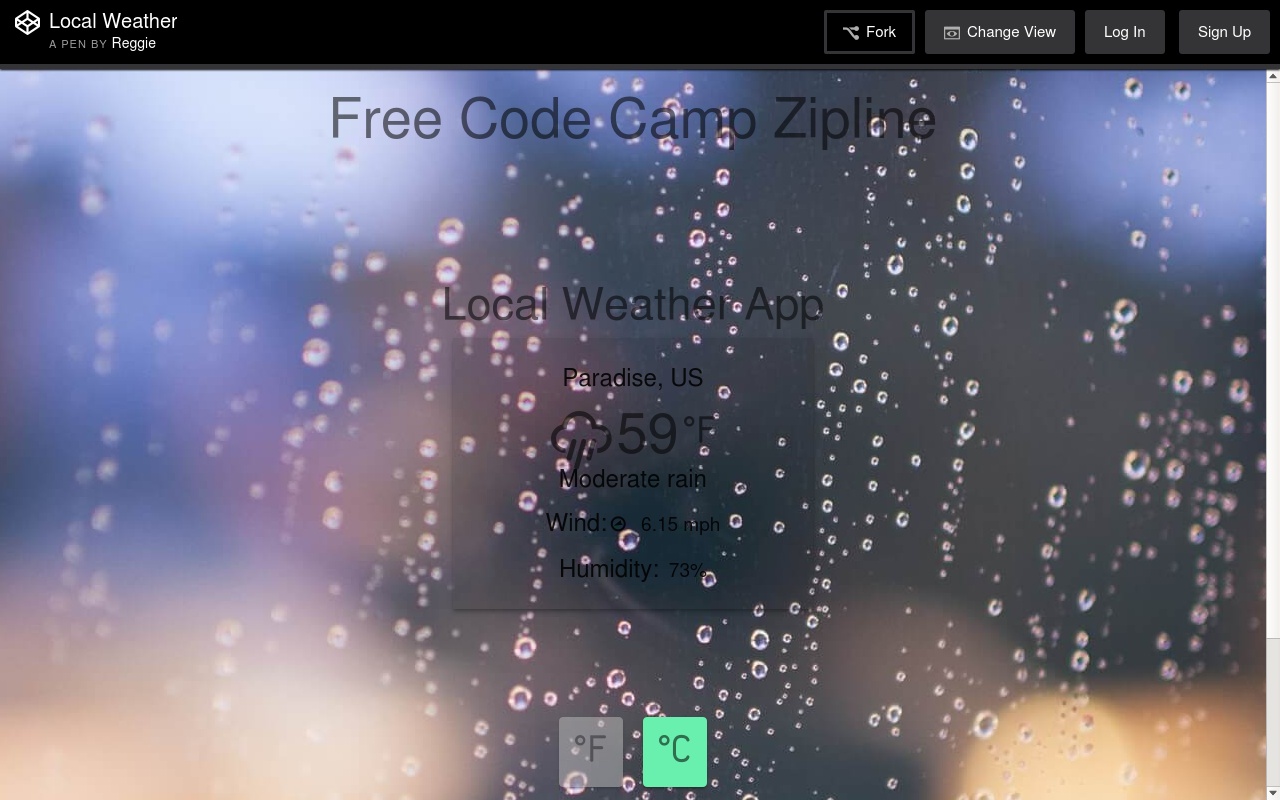 Local Weather
A PEN BY Reggie
Fork
Change View
Log In
Sign Up
Free Code Camp Zipline
Local Weather App
Paradise, US
59 °F
Moderate rain
Wind: 6.15 mph
Humidity: 73%
°F
°C